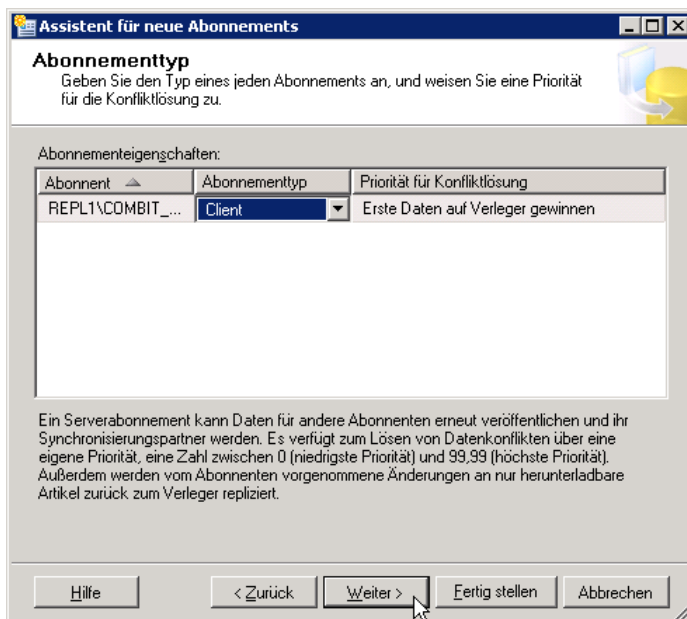 Assistent für neue Abonnements
Abonnementtyp
Geben Sie den Typ eines jeden Abonnements an, und weisen Sie eine Priorität
für die Konfliktlösung zu.
Abonnementeigenschaften:
Abonnent Abonnementtyp Priorität für Konfliktlösung
REPL1\COMBIT_... Client Erste Daten auf Verleger gewinnen
Ein Serverabonnement kann Daten für andere Abonnenten erneut veröffentlichen und ihr
Synchronisierungspartner werden. Es verfügt zum Lösen von Datenkonflikten über eine
eigene Priorität, eine Zahl zwischen 0 (niedrigste Priorität) und 99,99 (höchste Priorität).
Außerdem werden vom Abonnenten vorgenommene Änderungen an nur herunterladbare
Artikel zurück zum Verleger repliziert.
Hilfe < Zurück Weiter > Fertig stellen Abbrechen